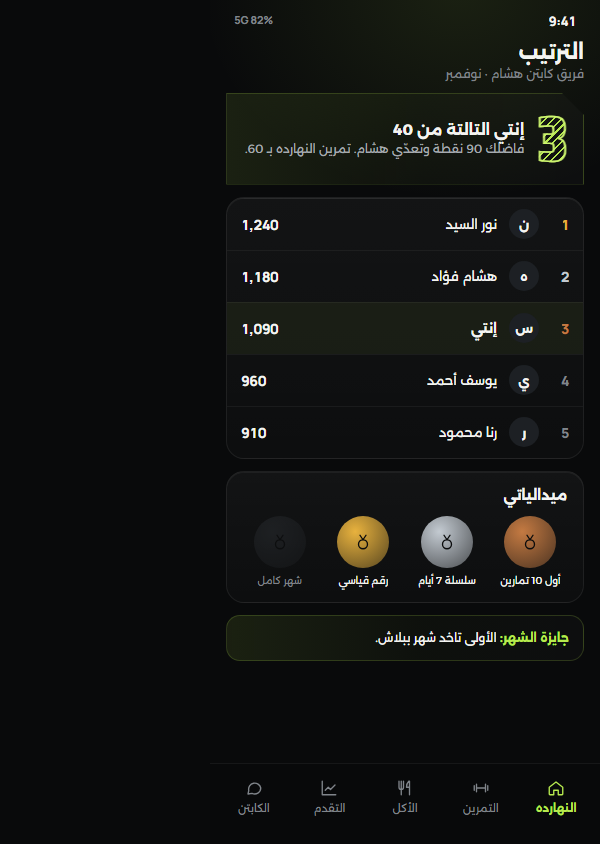 9:41
5G 82%
الترتيب
فريق كابتن هشام · نوفمبر
3
إنتي التالتة من 40
فاضلك 90 نقطة وتعدّي هشام. تمرين النهارده بـ 60.
1 ن نور السيد 1,240
2 ه هشام فؤاد 1,180
3 س إنتي 1,090
4 ي يوسف أحمد 960
5 ر رنا محمود 910
ميدالياتي
أول 10 تمارين
سلسلة 7 أيام
رقم قياسي
شهر كامل
جايزة الشهر: الأولى تاخد شهر ببلاش.
النهارده
التمرين
الأكل
التقدم
الكابتن